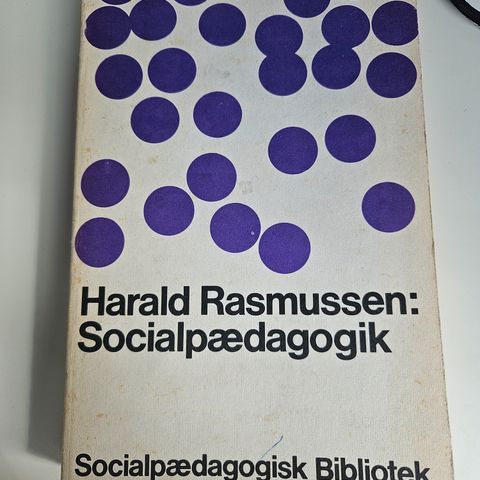 Harald Rasmussen:
Socialpædagogik
Socialpædagogisk Bibliotek